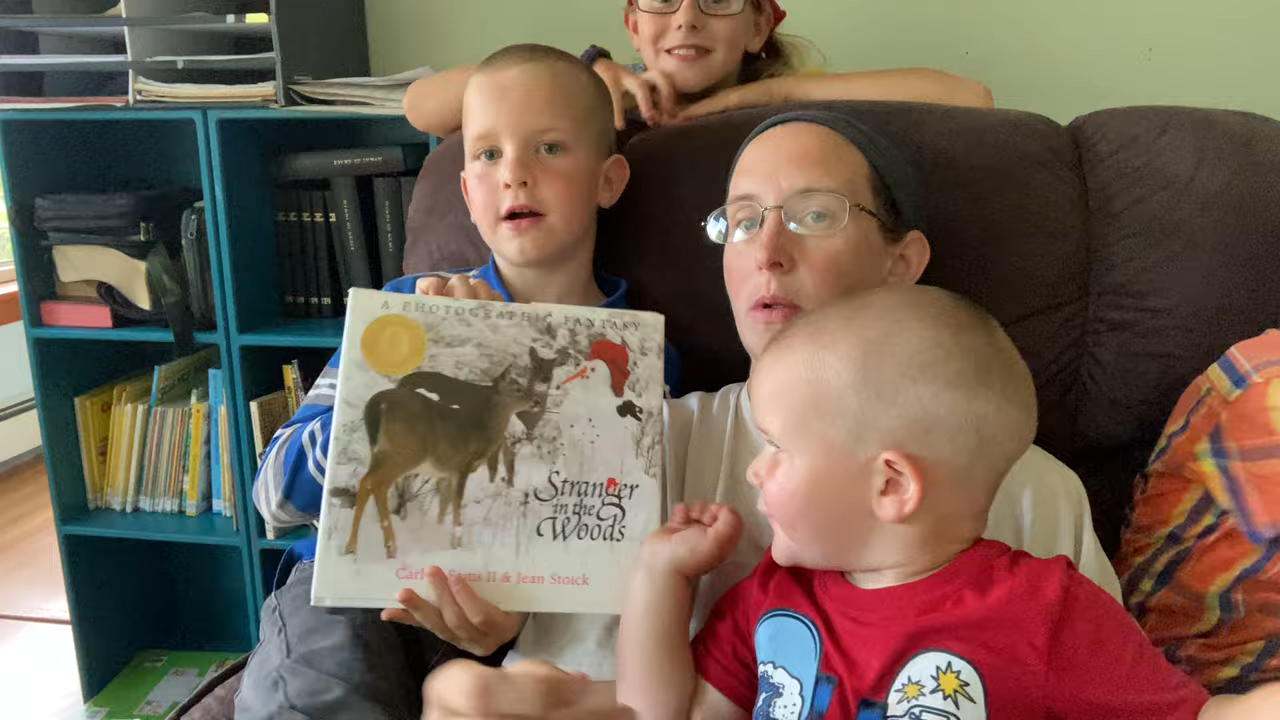 A PHOTOGRAPHIC FANTASY
Stranger
in the
Woods
Carl R. Sams II & Jean Stoick